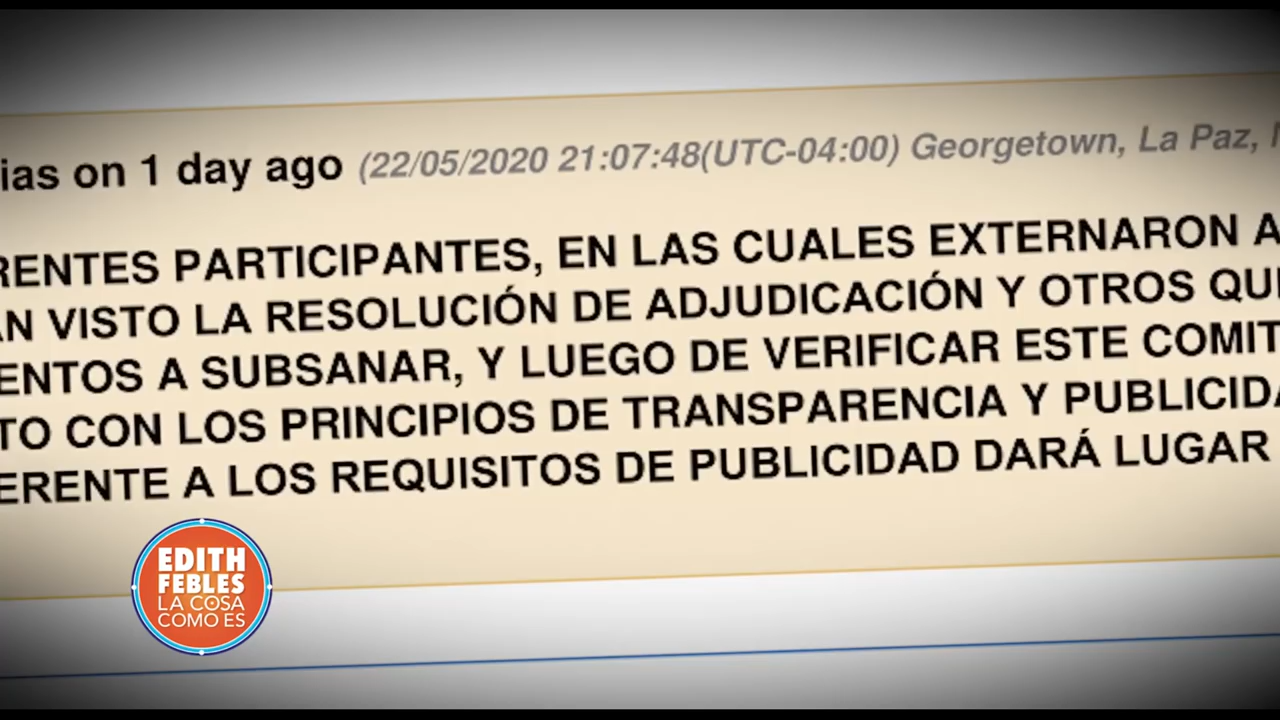 ias on 1 day ago (22/05/2020 21:07:48(UTC-04:00) Georgetown, La Paz,
RENTES PARTICIPANTES, EN LAS CUALES EXTERNARON A
AN VISTO LA RESOLUCIÓN DE ADJUDICACIÓN Y OTROS QUE
ENTOS A SUBSANAR, Y LUEGO DE VERIFICAR ESTE COMIT
TO CON LOS PRINCIPIOS DE TRANSPARENCIA Y PUBLICIDA
ERENTE A LOS REQUISITOS DE PUBLICIDAD DARÁ LUGAR
EDITH
FEBLES
LA COSA
COMO ES